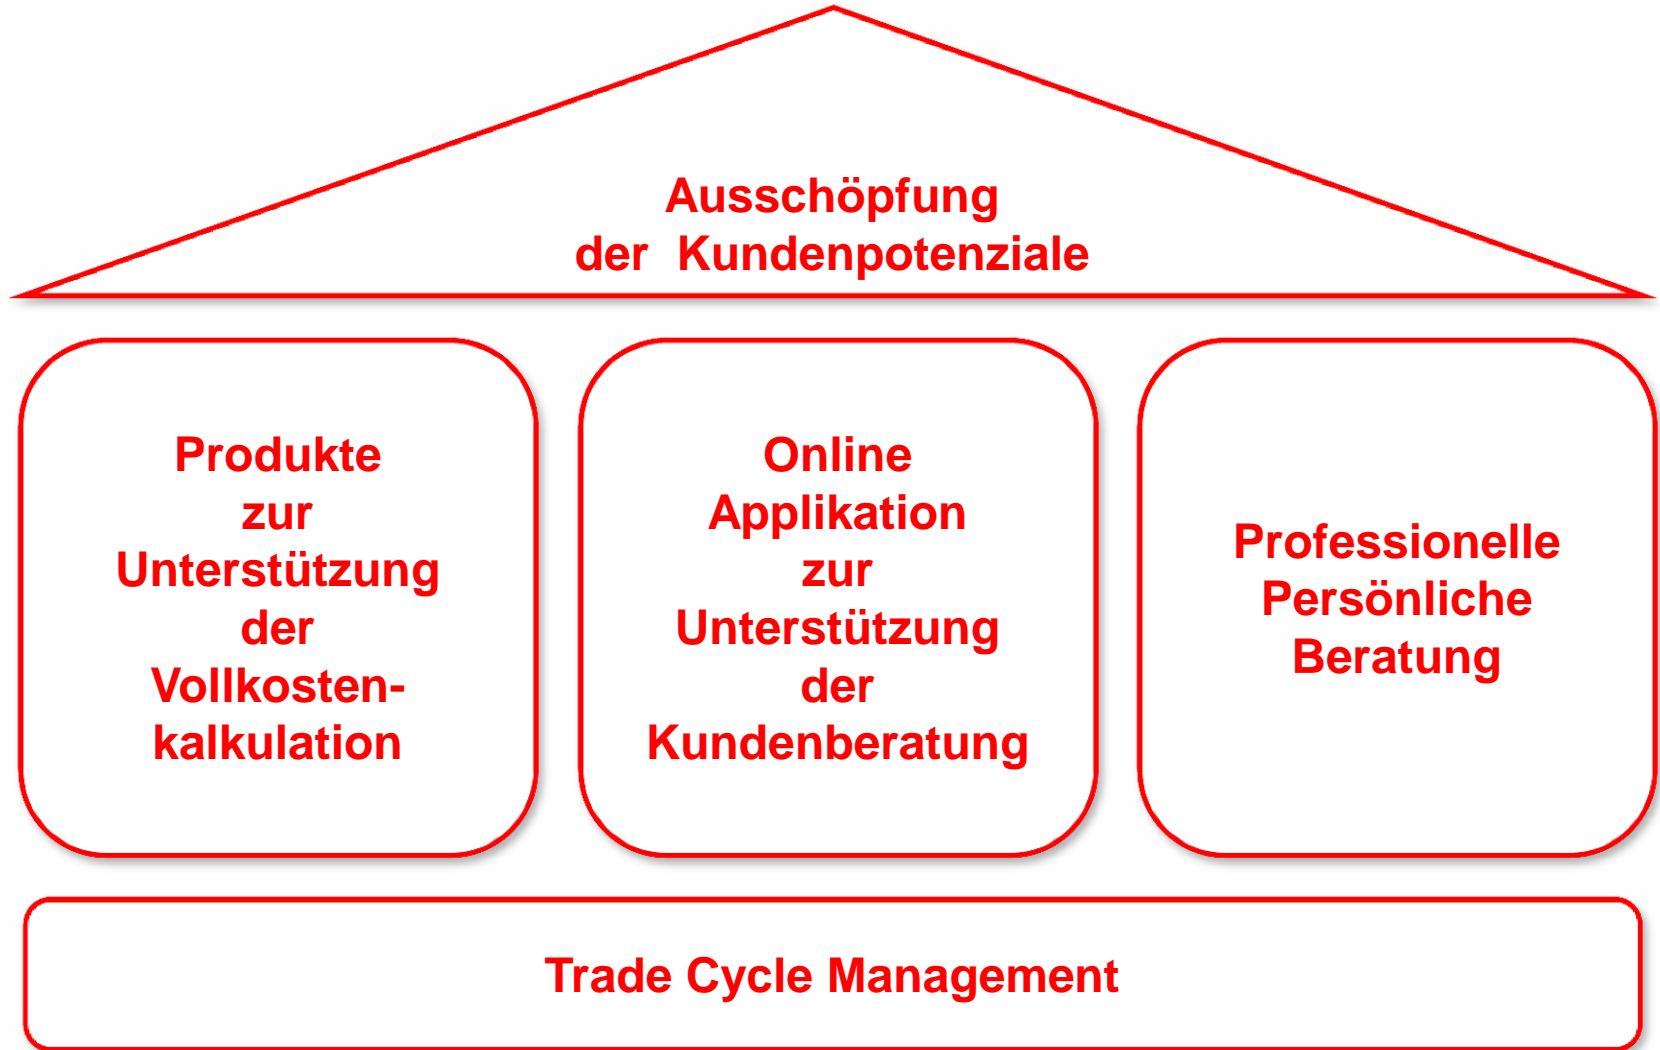 Ausschöpfung
der Kundenpotenziale
Produkte
zur
Unterstützung
der
Vollkosten-
kalkulation
Online
Applikation
zur
Unterstützung
der
Kundenberatung
Professionelle
Persönliche
Beratung
Trade Cycle Management